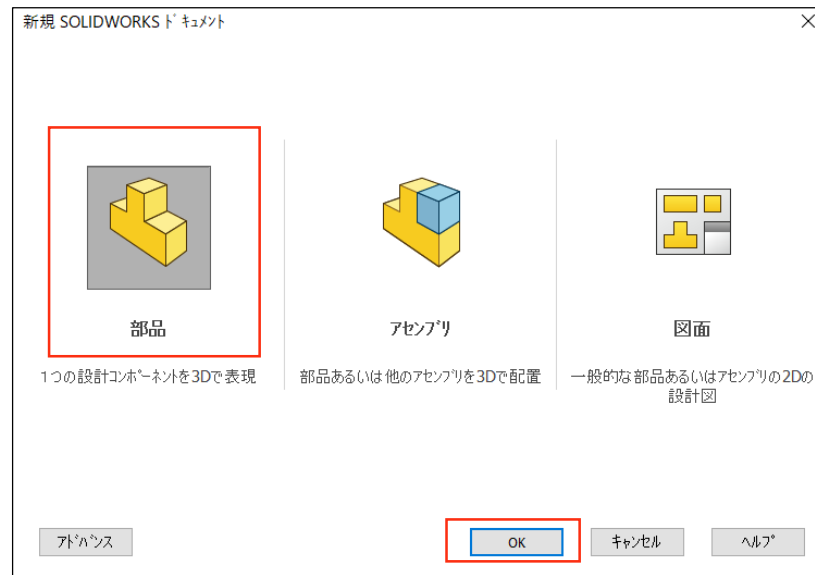 新規 SOLIDWORKS ﾄﾞｷｭﾒﾝﾄ
部品
1つの設計ｺﾝﾎﾟｰﾈﾝﾄを3Dで表現
ｱｾﾝﾌﾞﾘ
部品あるいは他のｱｾﾝﾌﾞﾘを3Dで配置
図面
一般的な部品あるいはｱｾﾝﾌﾞﾘの2Dの
設計図
ｱﾄﾞﾊﾞﾝｽ
OK
ｷｬﾝｾﾙ
ﾍﾙﾌﾟ